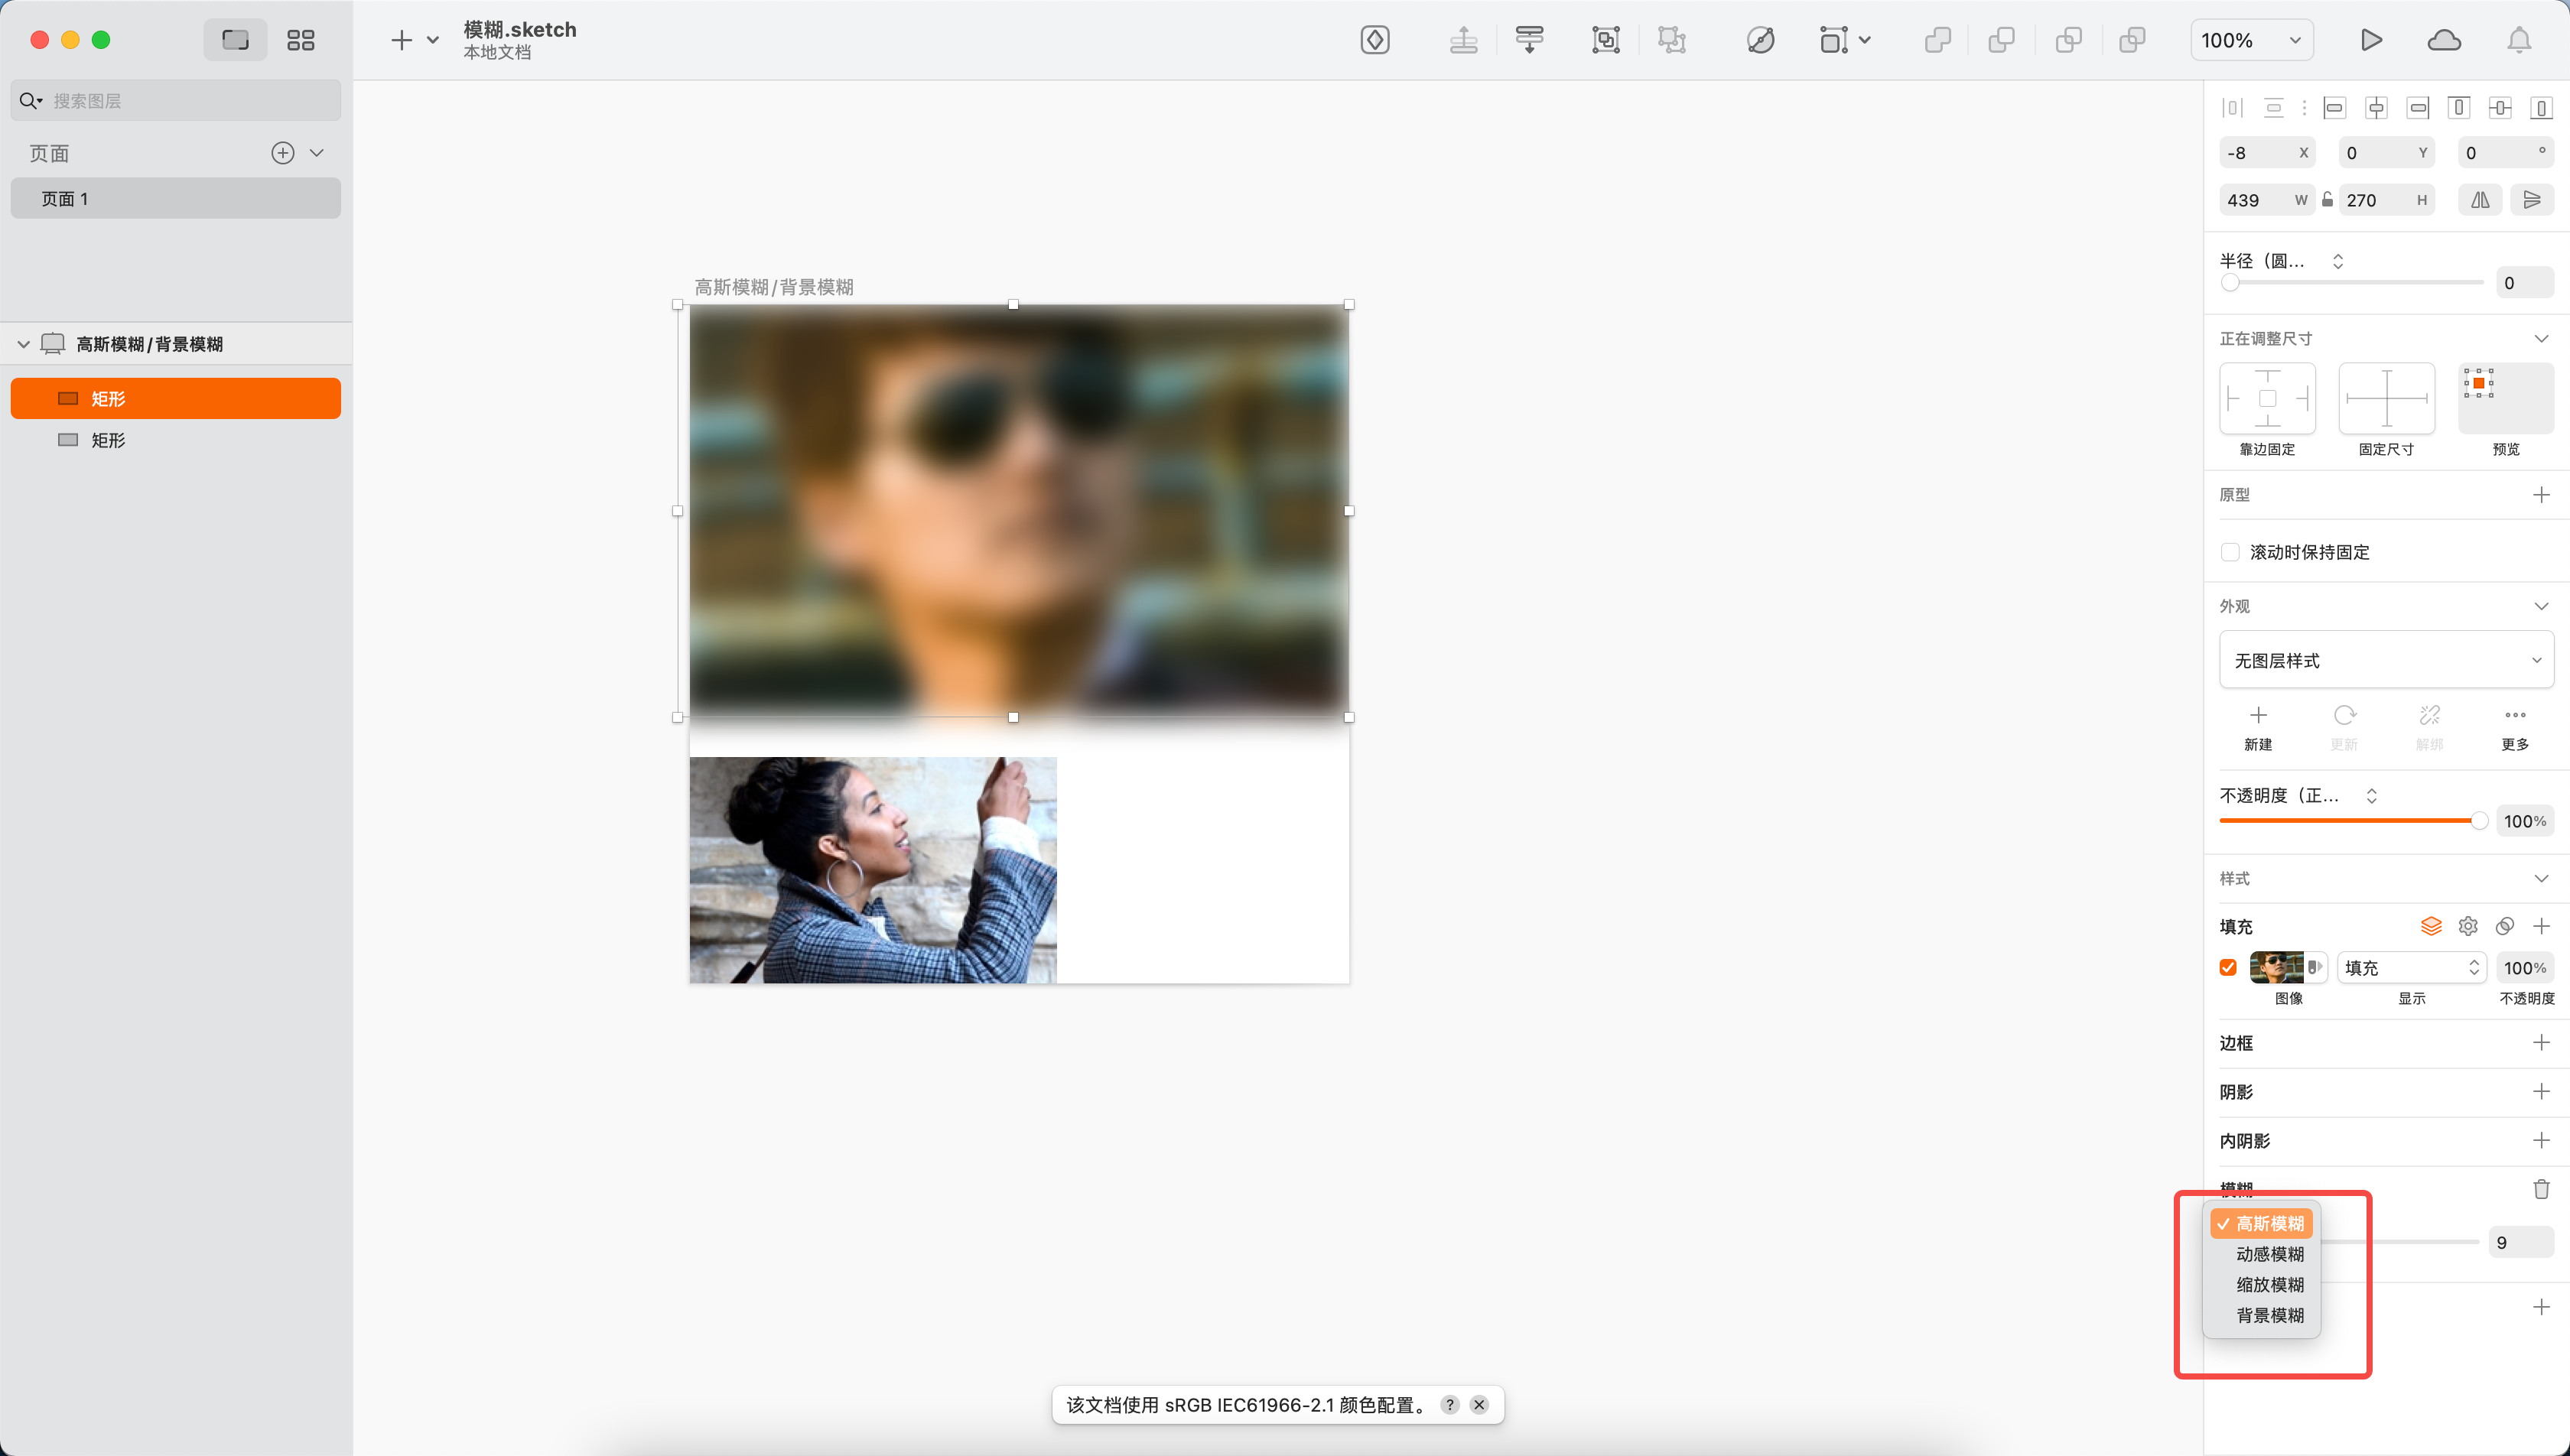 模糊.sketch
本地文档
100%
搜索图层
页面
页面 1
高斯模糊/背景模糊
矩形
矩形
高斯模糊/背景模糊
-8 X
0 Y
0 °
439 W
270 H
半径（圆...
0
正在调整尺寸
靠边固定
固定尺寸
预览
原型
滚动时保持固定
外观
无图层样式
新建
更新
解绑
更多
不透明度（正...
100%
样式
填充
填充
100%
图像
显示
不透明度
边框
阴影
内阴影
模糊
高斯模糊
9
动感模糊
缩放模糊
背景模糊
该文档使用 sRGB IEC61966-2.1 颜色配置。
?